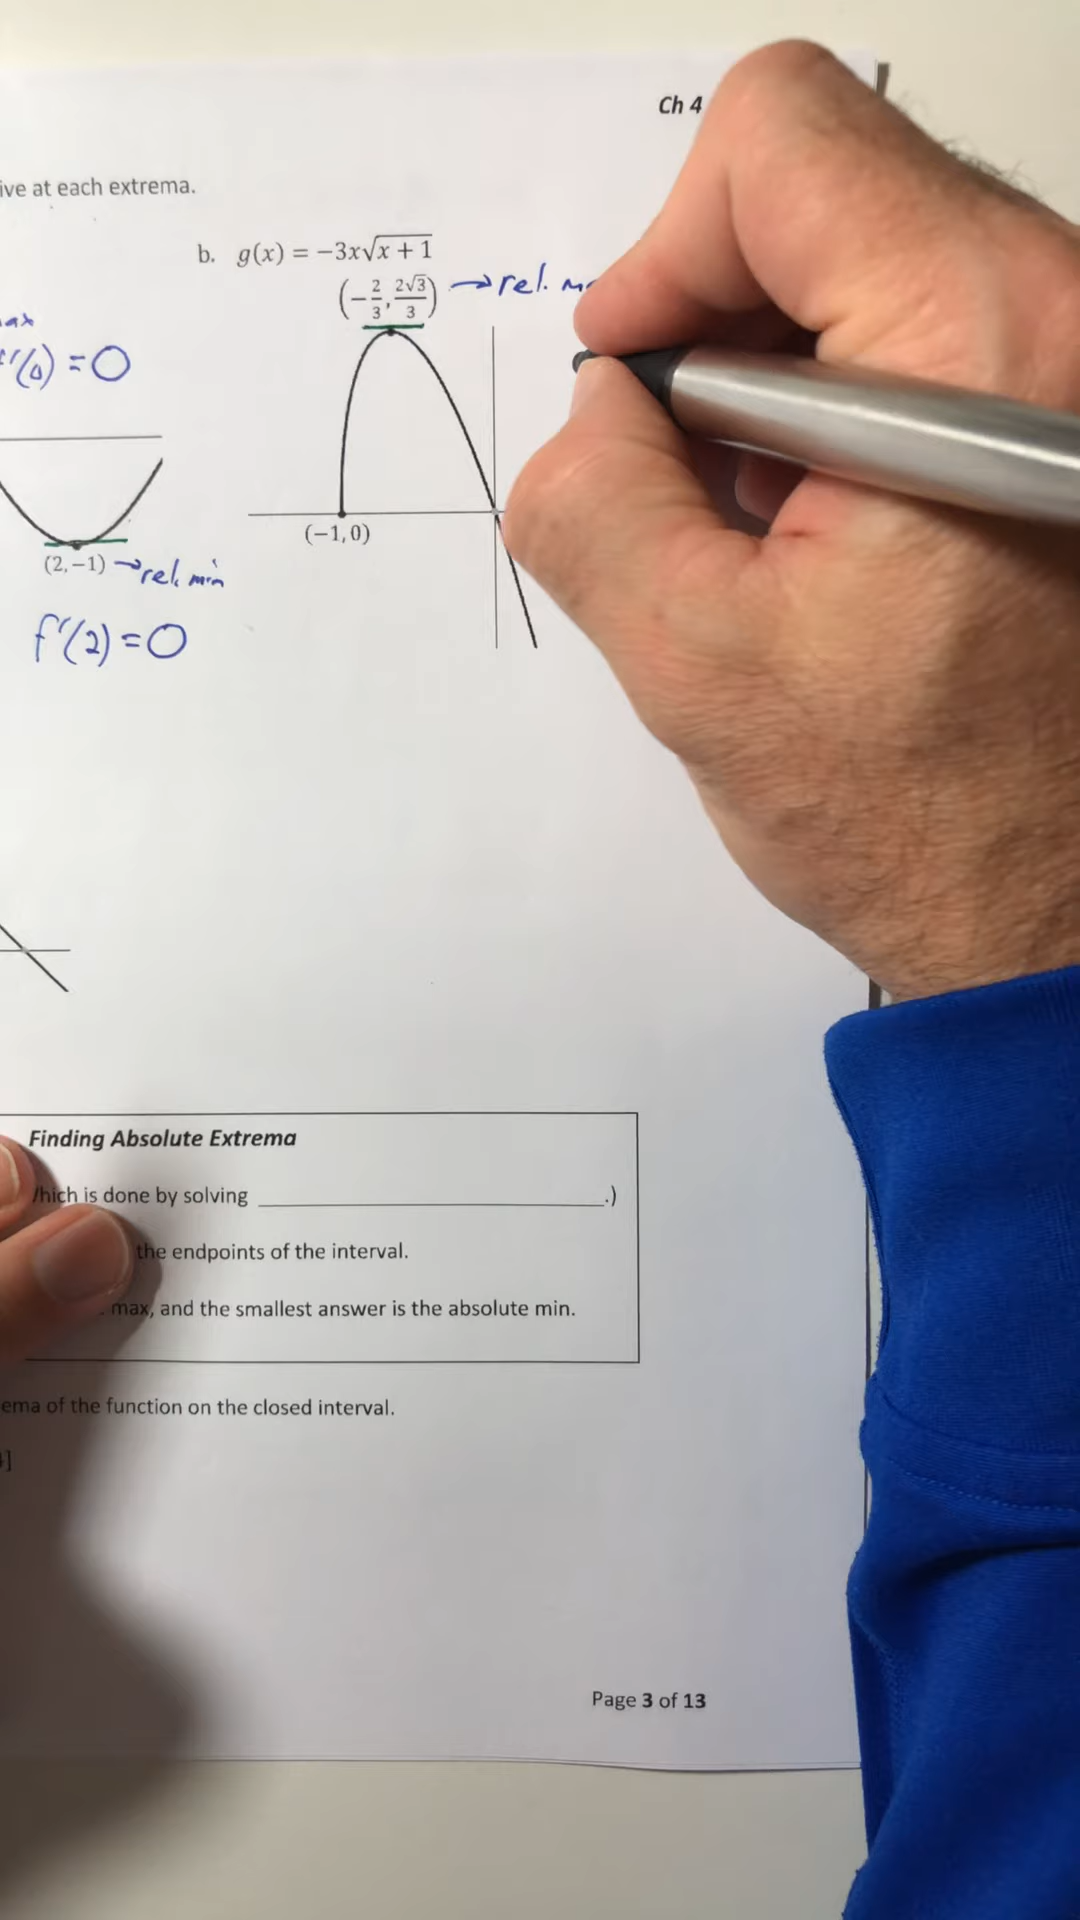 Ch 4
ive at each extrema.
b. g(x) = −3x√x + 1
(−2/3, 2√3/3) → rel.
ax
(0) = 0
(−1, 0)
(2, −1) → rel. min
f'(2) = 0
Finding Absolute Extrema
hich is done by solving ______________________.)
the endpoints of the interval.
max, and the smallest answer is the absolute min.
ema of the function on the closed interval.
]
Page 3 of 13